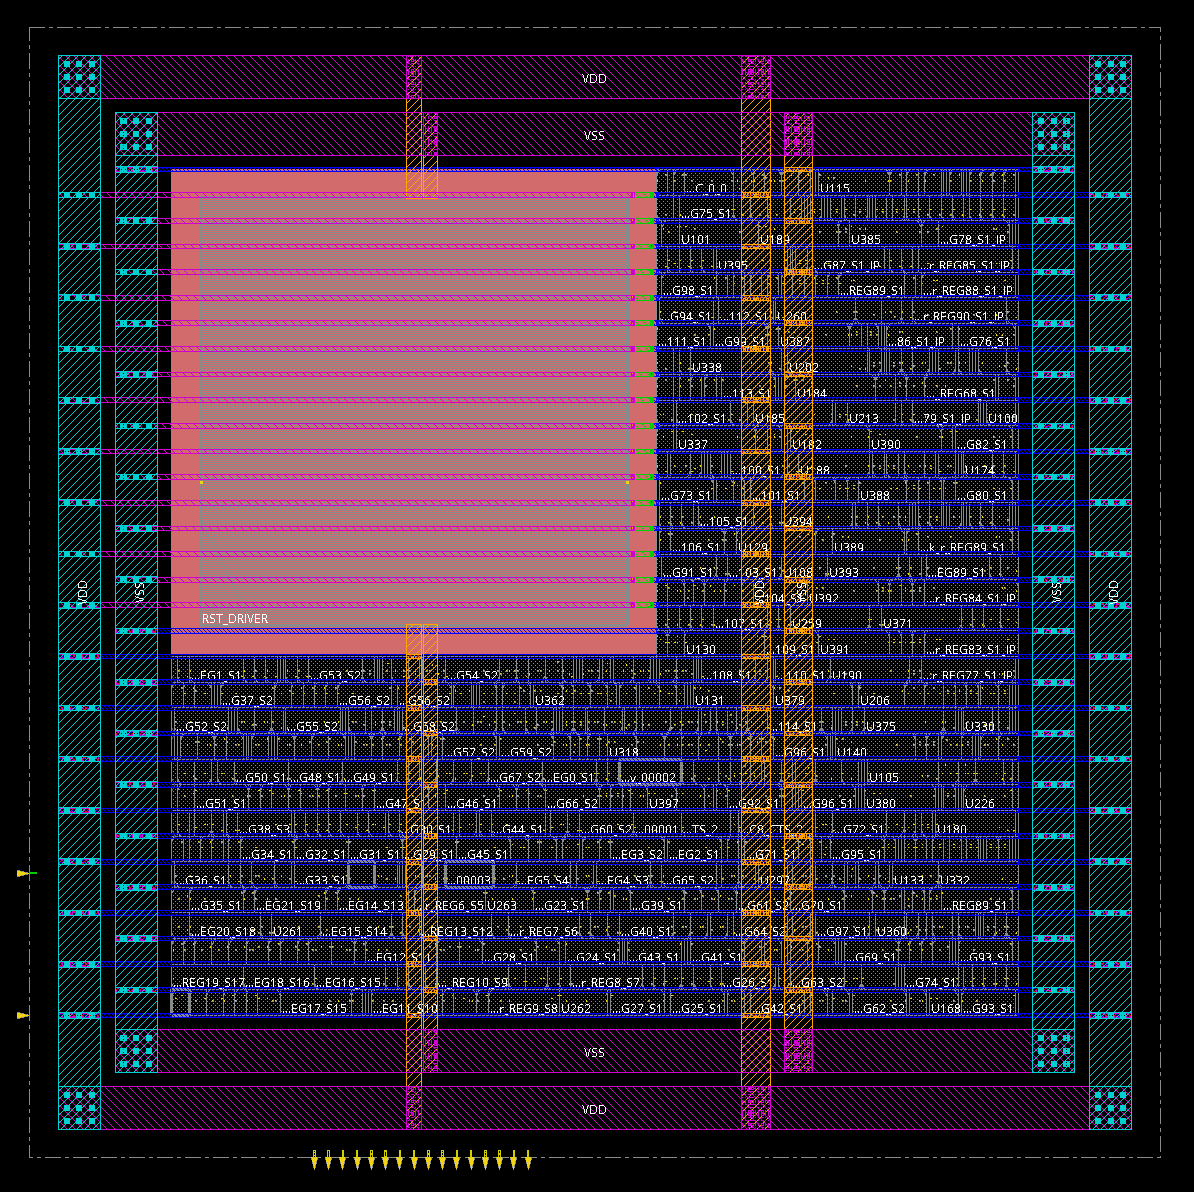 VDD
VSS
..C_0_0 U115
...G75_S1
U101 U189 U385 ...G78_S1_IP
U395 ...G87_S1_IP ...r_REG85_S1_IP
...G98_S1 ...REG89_S1 ...r_REG88_S1_IP
...G94_S1 ...112_S1 U260 ...r_REG90_S1_IP
...111_S1 ...G93_S1 U387 ...86_S1_IP ...G76_S1
U338 U202
...113_S1 U184 ...REG68_S1
...102_S1 U185 U213 ...79_S1_IP U100
U337 U182 U390 ...G82_S1
...100_S1 U188 U174
...G73_S1 ...101_S1 U388 ...G80_S1
...105_S1 U394
...106_S1 U129 U389 ...k_r_REG89_S1
...G91_S1 ...103_S1 U108 U393 ...EG89_S1
VDD VSS VDD VSS VSS VDD
...104_S1 U392 ...r_REG84_S1_IP
RST_DRIVER ...107_S1 U259 U371
U130 ...109_S1 U391 ...r_REG83_S1_IP
...EG1_S1 ...G53_S2 ...G54_S2 ...108_S1 ...110_S1 U190 ...r_REG77_S1_IP
...G37_S2 ...G56_S2 ...G56_S2 U362 U131 U379 U206
...G52_S2 ...G55_S2 ...G58_S2 ...114_S1 U375 U330
...G57_S2 ...G59_S2 U318 ...G96_S1 U140
...G50_S1 ...G48_S1 ...G49_S1 ...G67_S2 ...EG0_S1 ...v_00002 U105
...G51_S1 ...G47_S1 ...G46_S1 ...G66_S2 U397 ...G92_S1 ...G96_S1 U380 U226
...G38_S3 ...G30_S1 ...G44_S1 ...G60_S2 ...00001 ...TS_2 ...G72_S1 U180
...G34_S1 ...G32_S1 ...G31_S1 ...G29_S1 ...G45_S1 ...EG3_S2 ...EG2_S1 ...G71_S1 ...G95_S1
...G36_S1 ...G33_S1 ...00003 ...EG5_S4 ...EG4_S3 ...G65_S2 U297 U133 U332
...G35_S1 ...EG21_S19 ...EG14_S13 ...r_REG6_S5 U263 ...G23_S1 ...G39_S1 ...G61_S2 ...G70_S1 ...REG89_S1
...EG20_S18 U261 ...EG15_S14 ...REG13_S12 ...r_REG7_S6 ...G40_S1 ...G64_S2 ...G97_S1 U360
...EG12_S11 ...G28_S1 ...G24_S1 ...G43_S1 ...G41_S1 ...G69_S1 ...G93_S1
...REG19_S17 ...EG18_S16 ...EG16_S15 ...REG10_S9 ...r_REG8_S7 ...G26_S1 ...G63_S2 ...G74_S1
...EG17_S15 ...EG11_S10 ...r_REG9_S8 U262 ...G27_S1 ...G25_S1 ...G42_S1 ...G62_S2 U168 ...G93_S1
VSS
VDD